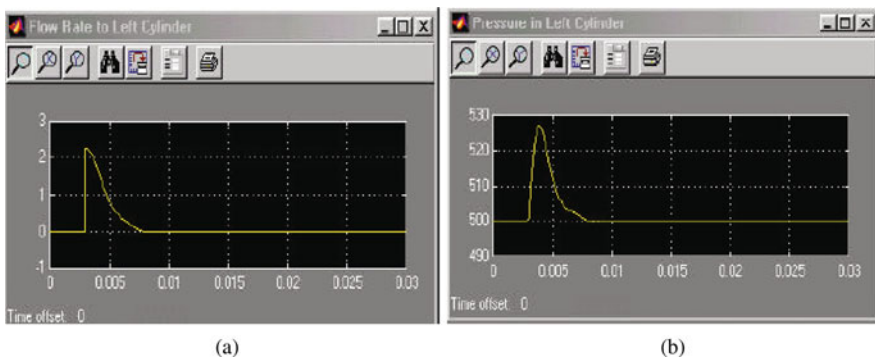 Flow Rate to Left Cylinder
3
2
1
0
-1
0 0.005 0.01 0.015 0.02 0.025 0.03
Time offset: 0
(a)
Pressure in Left Cylinder
530
520
510
500
490
0 0.005 0.01 0.015 0.02 0.025 0.03
Time offset: 0
(b)